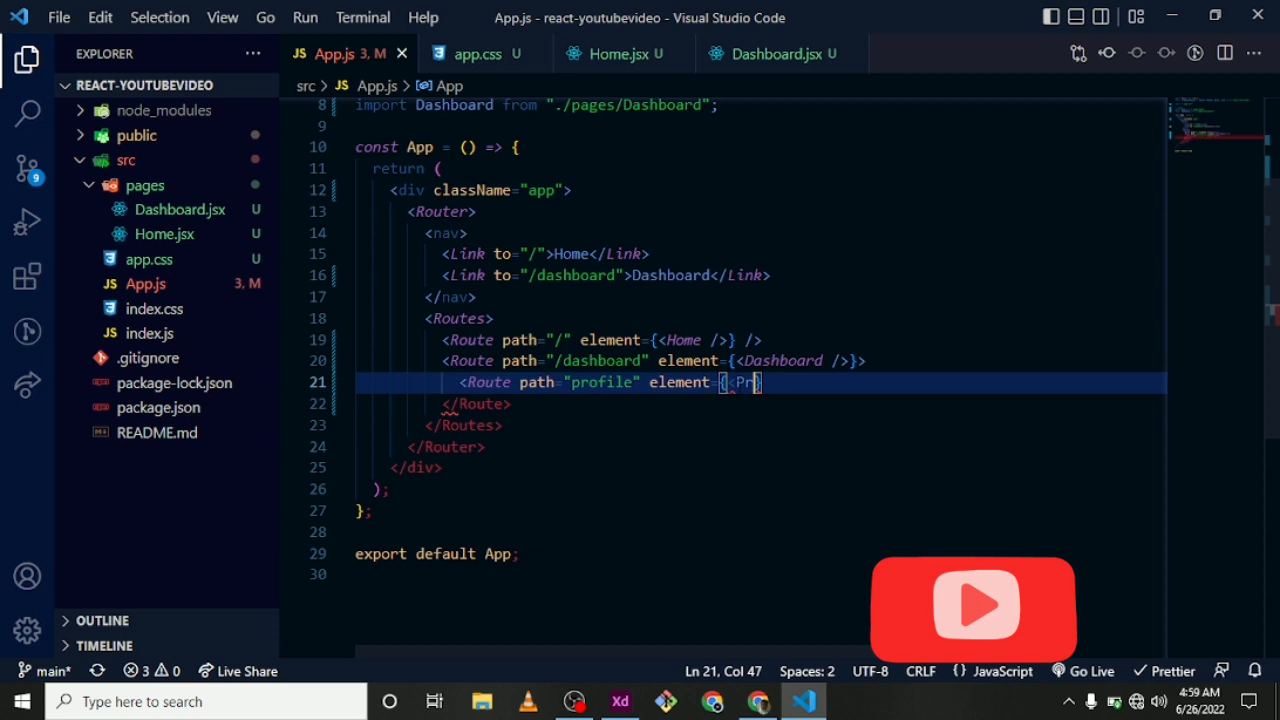 File Edit Selection View Go Run Terminal Help App.js - react-youtubevideo - Visual Studio Code
EXPLORER
REACT-YOUTUBEVIDEO
node_modules
public
src
pages
Dashboard.jsx U
Home.jsx U
app.css U
JS App.js 3, M
index.css
JS index.js
.gitignore
package-lock.json
package.json
README.md
OUTLINE
TIMELINE
9
JS App.js 3, M app.css U Home.jsx U Dashboard.jsx U
src > JS App.js > App
8 import Dashboard from "./pages/Dashboard";
9
10 const App = () => {
11 return (
12 <div className="app">
13 <Router>
14 <nav>
15 <Link to="/">Home</Link>
16 <Link to="/dashboard">Dashboard</Link>
17 </nav>
18 <Routes>
19 <Route path="/" element={<Home />} />
20 <Route path="/dashboard" element={<Dashboard />}>
21 <Route path="profile" element={<Pr}
22 </Route>
23 </Routes>
24 </Router>
25 </div>
26 );
27 };
28
29 export default App;
30
main* 3 0 Live Share Ln 21, Col 47 Spaces: 2 UTF-8 CRLF {} JavaScript Go Live Prettier
Type here to search Xd 4:59 AM
6/26/2022